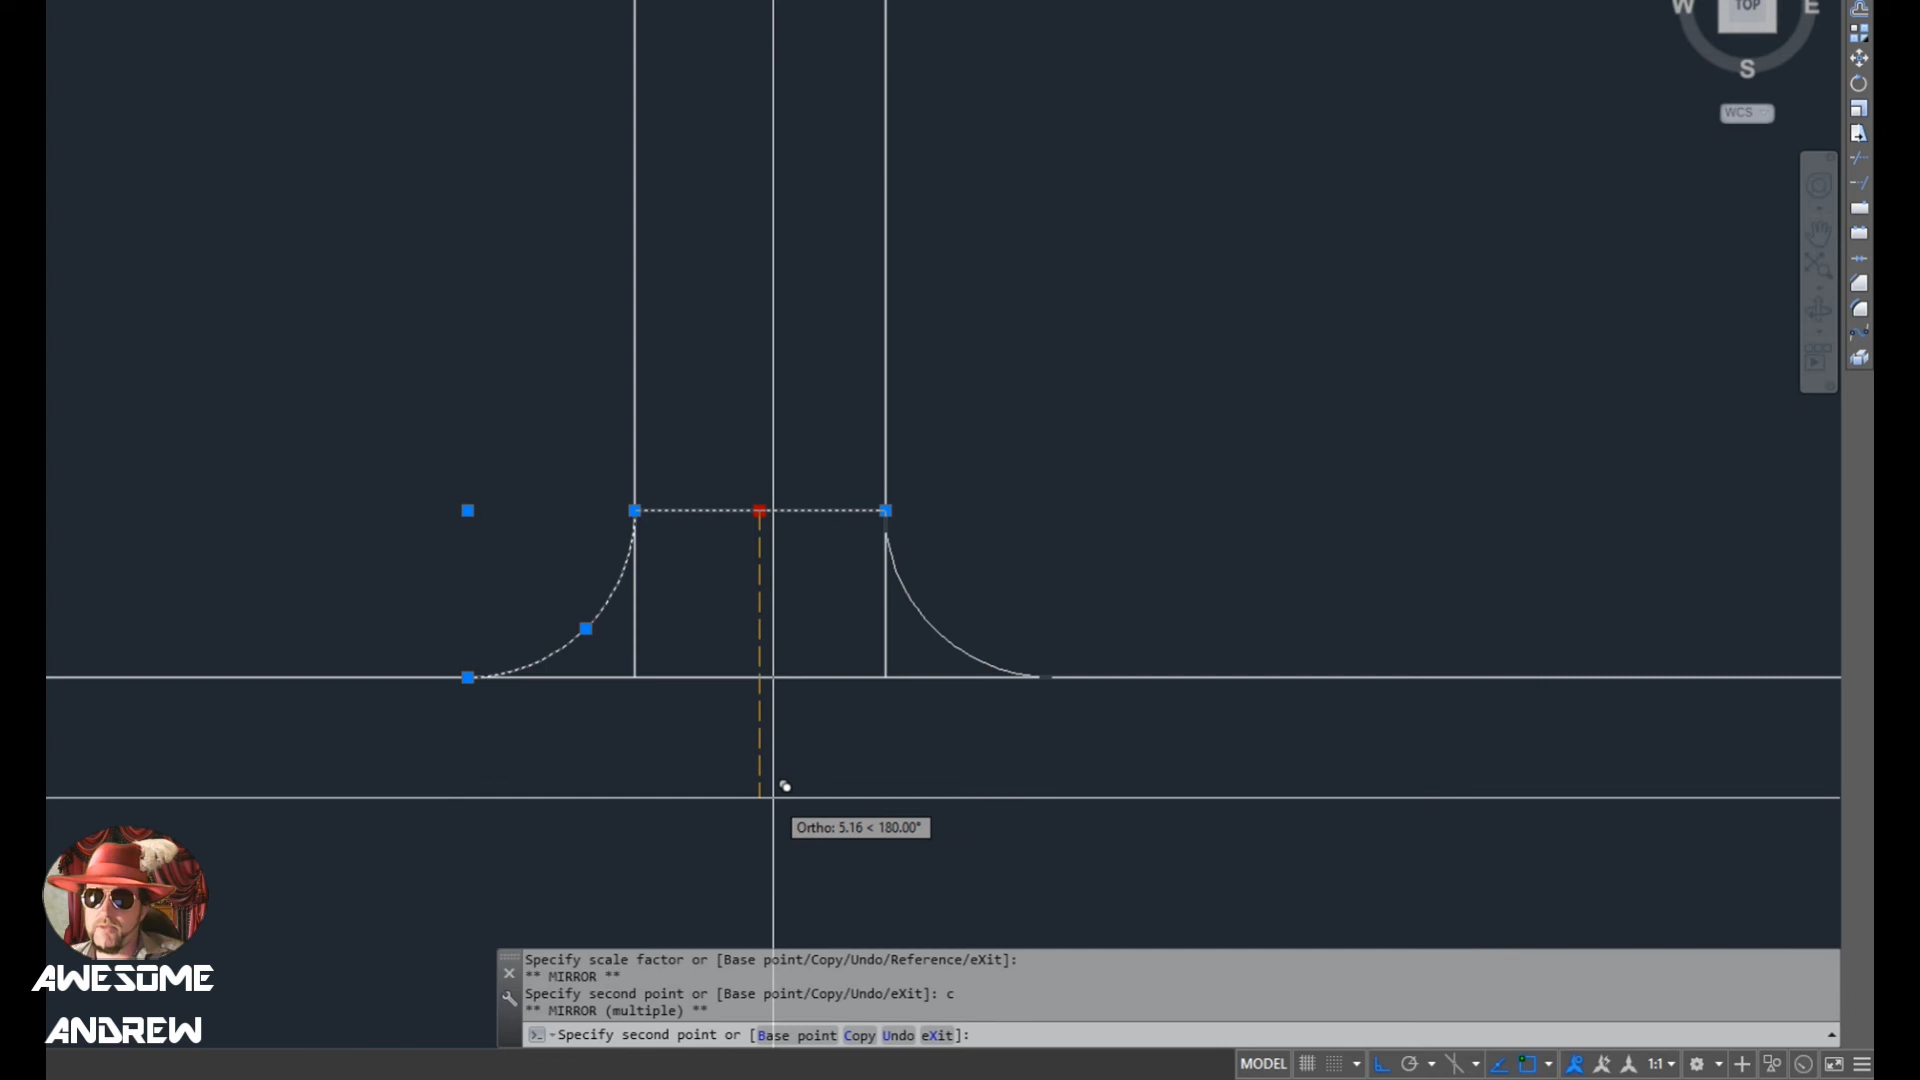 W
TOP
E
S
WCS
Ortho: 5.16 < 180.00°
AWESOME
ANDREW
Specify scale factor or [Base point/Copy/Undo/Reference/eXit]:
** MIRROR **
Specify second point or [Base point/Copy/Undo/eXit]: c
** MIRROR (multiple) **
Specify second point or [Base point Copy Undo eXit]:
MODEL
1:1